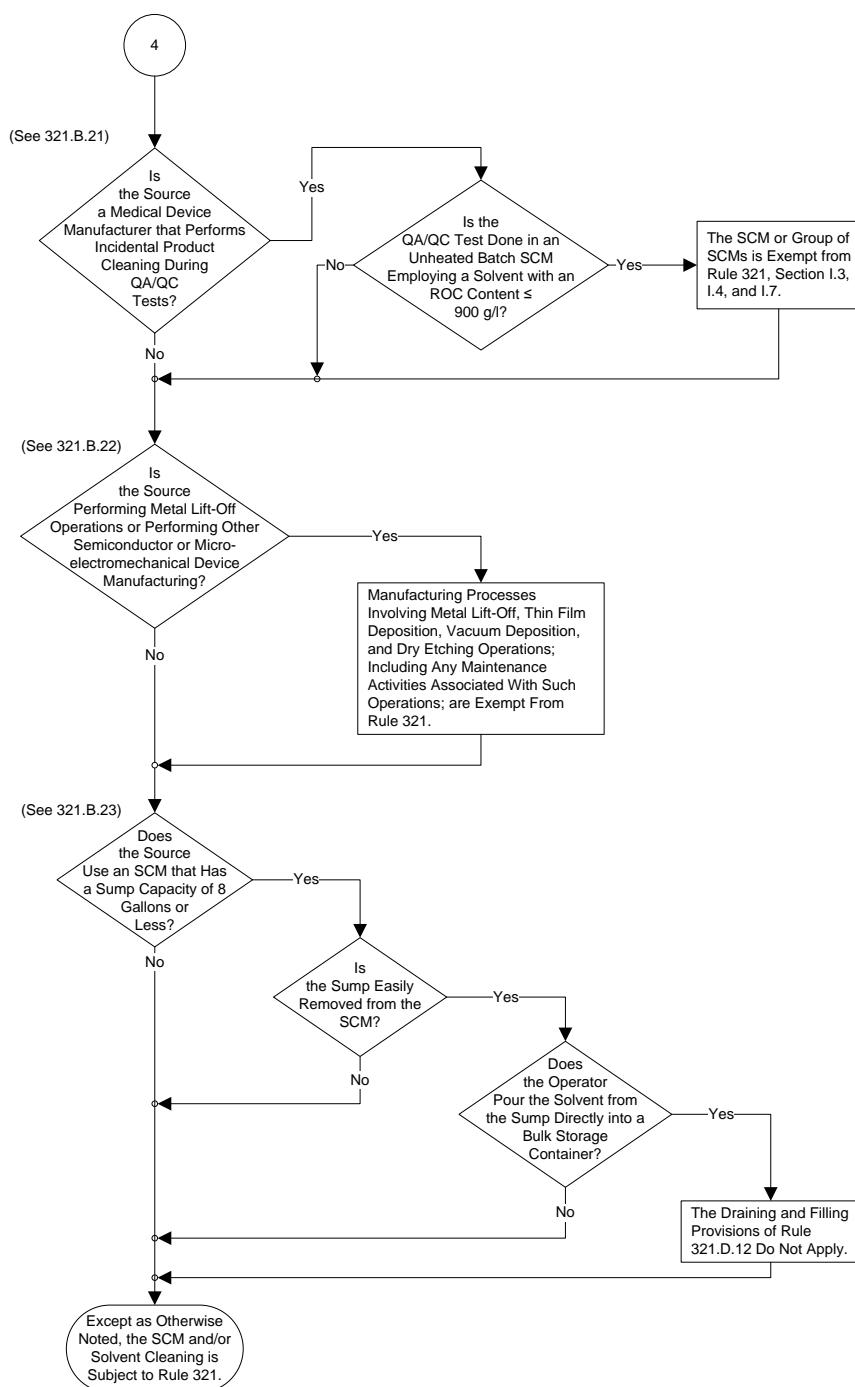 4
(See 321.B.21)
Is
the Source
a Medical Device
Manufacturer that Performs
Incidental Product
Cleaning During
QA/QC
Tests?
Yes
No
Is the
QA/QC Test Done in an
Unheated Batch SCM
Employing a Solvent with an
ROC Content ≤
900 g/l?
No
Yes
The SCM or Group of
SCMs is Exempt from
Rule 321, Section I.3,
I.4, and I.7.
(See 321.B.22)
Is
the Source
Performing Metal Lift-Off
Operations or Performing Other
Semiconductor or Micro-
electromechanical Device
Manufacturing?
Yes
No
Manufacturing Processes
Involving Metal Lift-Off, Thin Film
Deposition, Vacuum Deposition,
and Dry Etching Operations;
Including Any Maintenance
Activities Associated With Such
Operations; are Exempt From
Rule 321.
(See 321.B.23)
Does
the Source
Use an SCM that Has
a Sump Capacity of 8
Gallons or
Less?
Yes
No
Is
the Sump Easily
Removed from the
SCM?
Yes
No
Does
the Operator
Pour the Solvent from
the Sump Directly into a
Bulk Storage
Container?
Yes
No
The Draining and Filling
Provisions of Rule
321.D.12 Do Not Apply.
Except as Otherwise
Noted, the SCM and/or
Solvent Cleaning is
Subject to Rule 321.